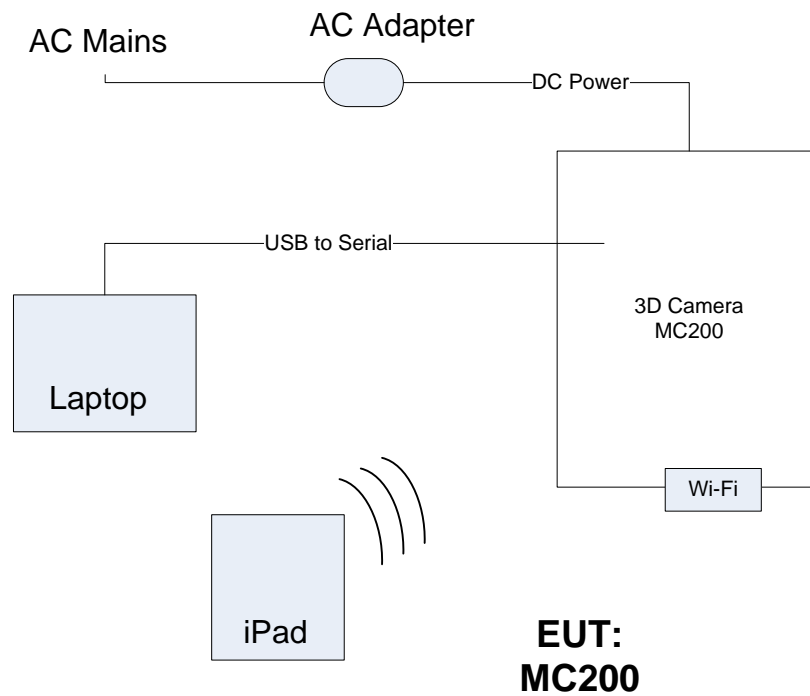 AC Mains
AC Adapter
DC Power
USB to Serial
3D Camera
MC200
Laptop
Wi-Fi
iPad
EUT:
MC200